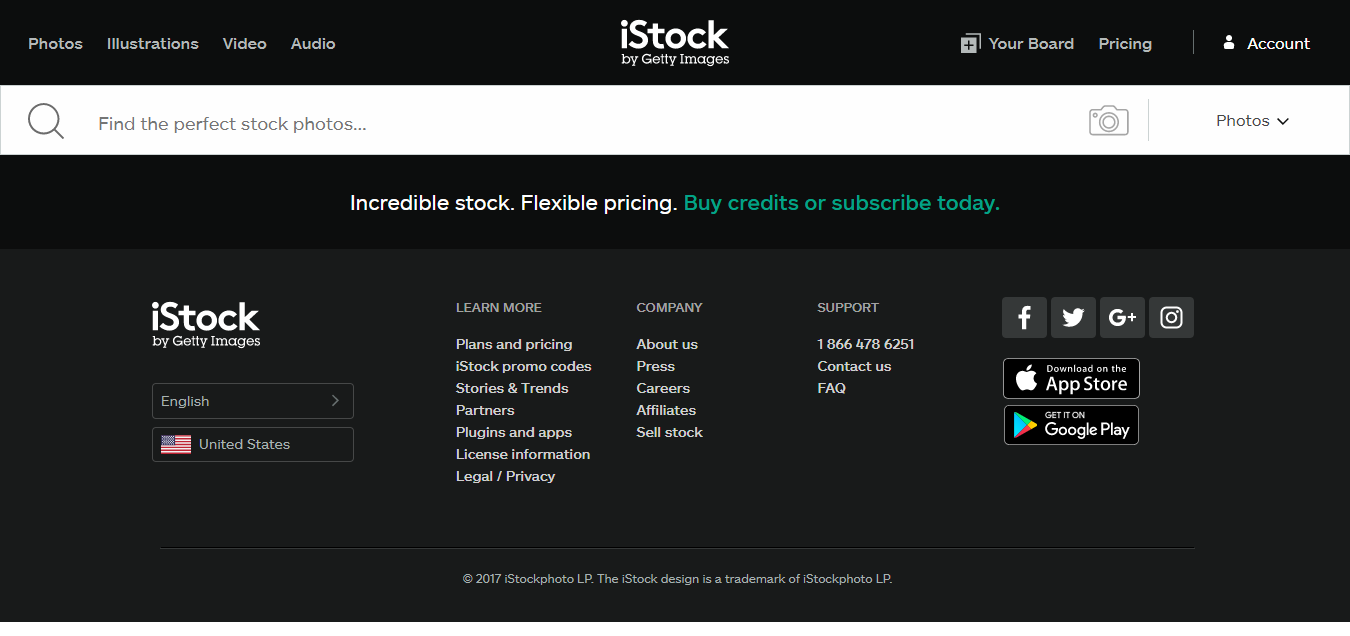 Photos Illustrations Video Audio
iStock
by Getty Images
Your Board Pricing Account
Find the perfect stock photos...
Photos
Incredible stock. Flexible pricing. Buy credits or subscribe today.
iStock
by Getty Images
English
United States
LEARN MORE
Plans and pricing
iStock promo codes
Stories & Trends
Partners
Plugins and apps
License information
Legal / Privacy
COMPANY
About us
Press
Careers
Affiliates
Sell stock
SUPPORT
1 866 478 6251
Contact us
FAQ
G+
Download on the
App Store
GET IT ON
Google Play
© 2017 iStockphoto LP. The iStock design is a trademark of iStockphoto LP.